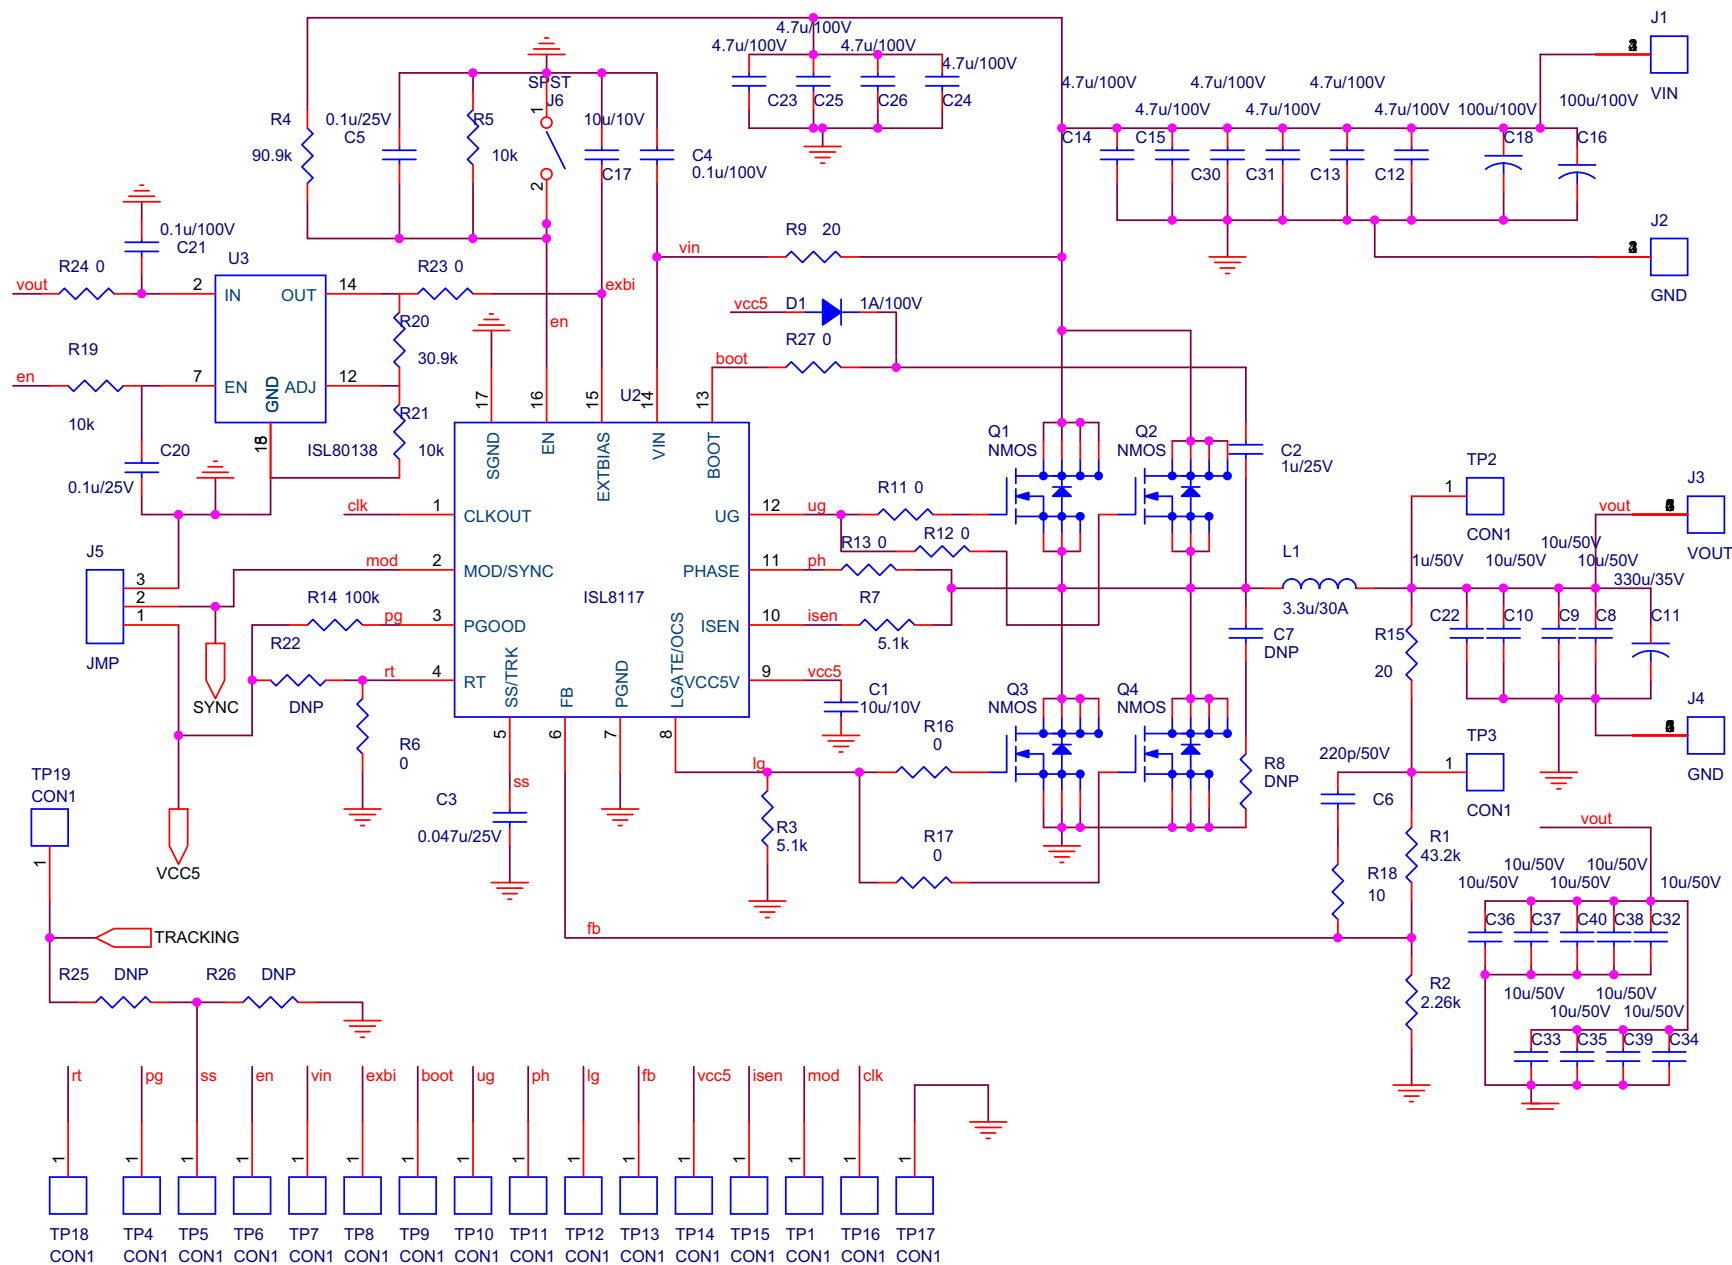 4.7u/100V
4.7u/100V
4.7u/100V
4.7u/100V
C23
C25
C26
C24
J1
VIN
4.7u/100V
4.7u/100V
4.7u/100V
4.7u/100V
4.7u/100V
4.7u/100V
100u/100V
100u/100V
C14
C15
C30
C31
C13
C12
C18
C16
J2
GND
R4
90.9k
0.1u/25V
C5
R5
10k
SPST
J6
1
2
10u/10V
C17
C4
0.1u/100V
0.1u/100V
C21
U3
R24 0
vout
2
IN
OUT
14
R23 0
exbi
R20
30.9k
R19
en
10k
7
EN
GND
ADJ
12
R21
10k
C20
0.1u/25V
ISL80138
vin
R9 20
vcc5
D1
1A/100V
R27 0
boot
en
17
16
15
U2
14
13
SGND
EN
EXTBIAS
VIN
BOOT
clk
1
CLKOUT
mod
2
MOD/SYNC
pg
3
PGOOD
rt
4
RT
ISL8117
UG
12
ug
PHASE
11
ph
ISEN
10
isen
VCC5V
9
vcc5
SS/TRK
FB
PGND
LGATE/OCS
5
6
7
8
J5
3
2
1
JMP
R14 100k
R22
DNP
SYNC
R6
0
VCC5
R11 0
R12 0
R13 0
R7
5.1k
C1
10u/10V
Q1
NMOS
Q2
NMOS
C2
1u/25V
L1
3.3u/30A
C7
DNP
Q3
NMOS
Q4
NMOS
R8
DNP
R16
0
lg
R3
5.1k
R17
0
TP2
1
CON1
J3
vout
VOUT
1u/50V
10u/50V
10u/50V
10u/50V
330u/35V
C22
C10
C9
C8
C11
R15
20
J4
GND
TP3
1
CON1
220p/50V
C6
R18
10
R1
43.2k
fb
R2
2.26k
ss
C3
0.047u/25V
vout
10u/50V
10u/50V
10u/50V
10u/50V
10u/50V
C36
C37
C40
C38
C32
10u/50V
10u/50V
10u/50V
10u/50V
C33
C35
C39
C34
TP19
CON1
1
TRACKING
R25 DNP
R26 DNP
rt
pg
ss
en
vin
exbi
boot
ug
ph
lg
fb
vcc5
isen
mod
clk
1 1 1 1 1 1 1 1 1 1 1 1 1 1 1 1
TP18
CON1
TP4
CON1
TP5
CON1
TP6
CON1
TP7
CON1
TP8
CON1
TP9
CON1
TP10
CON1
TP11
CON1
TP12
CON1
TP13
CON1
TP14
CON1
TP15
CON1
TP1
CON1
TP16
CON1
TP17
CON1